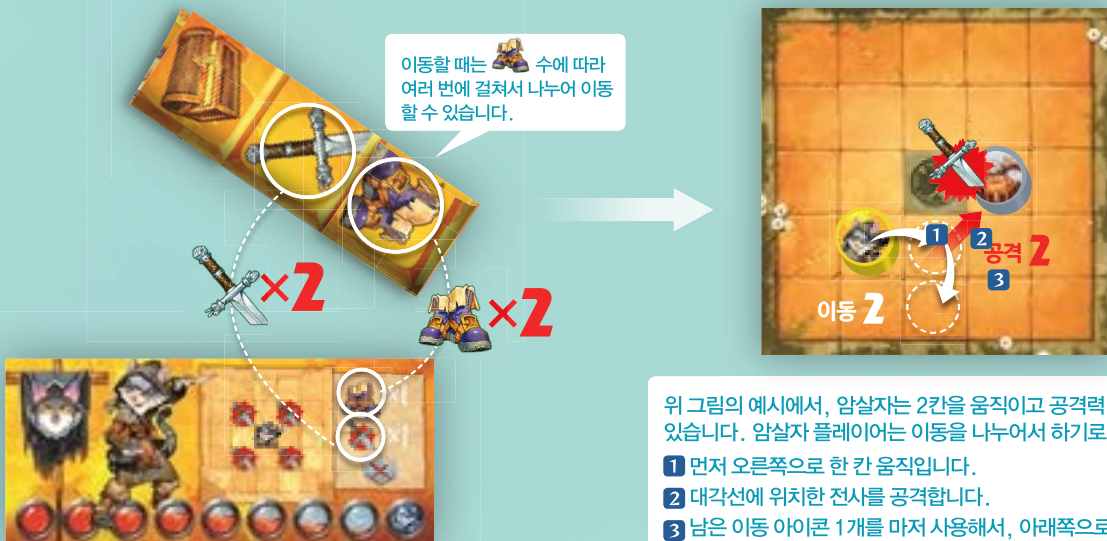 이동할 때는 수에 따라
여러 번에 걸쳐서 나누어 이동
할 수 있습니다.
×2
×2
×1
×1
1
2
공격 2
3
이동 2
위 그림의 예시에서, 암살자는 2칸을 움직이고 공격력
있습니다. 암살자 플레이어는 이동을 나누어서 하기로
1 먼저 오른쪽으로 한 칸 움직입니다.
2 대각선에 위치한 전사를 공격합니다.
3 남은 이동 아이콘 1개를 마저 사용해서, 아래쪽으로